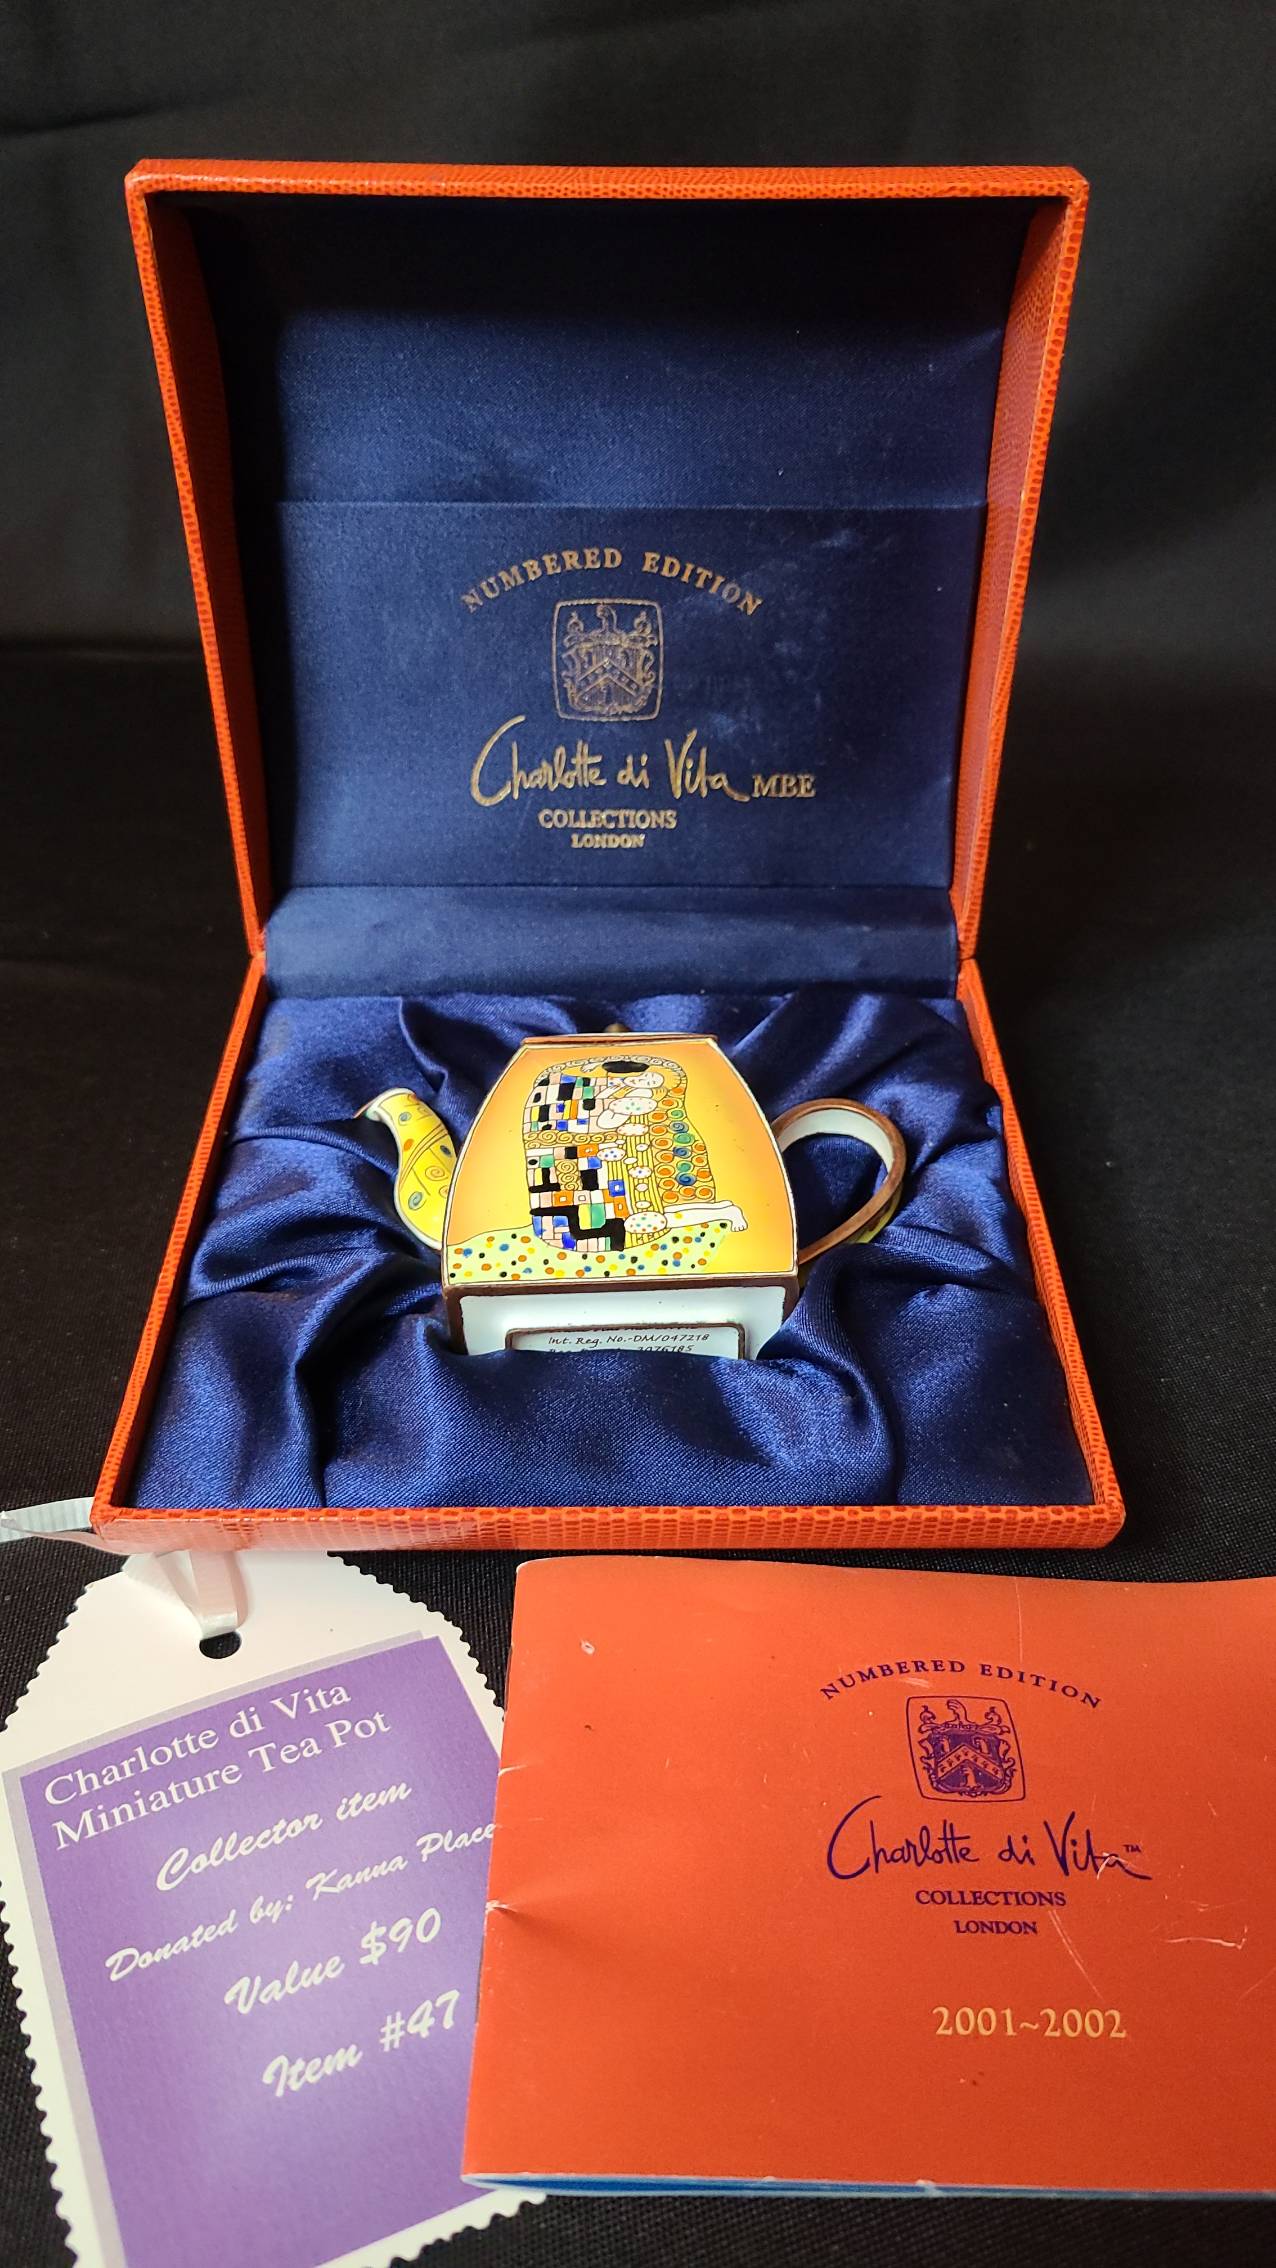 NUMBERED EDITION
Charlotte di Vita MBE
COLLECTIONS
LONDON
Int. Reg. No.-DM/047218
2076185
Charlotte di Vita
Miniature Tea Pot
Collector item
Donated by: Kanna Place
Value $90
Item #47
NUMBERED EDITION
Charlotte di Vita™
COLLECTIONS
LONDON
2001~2002